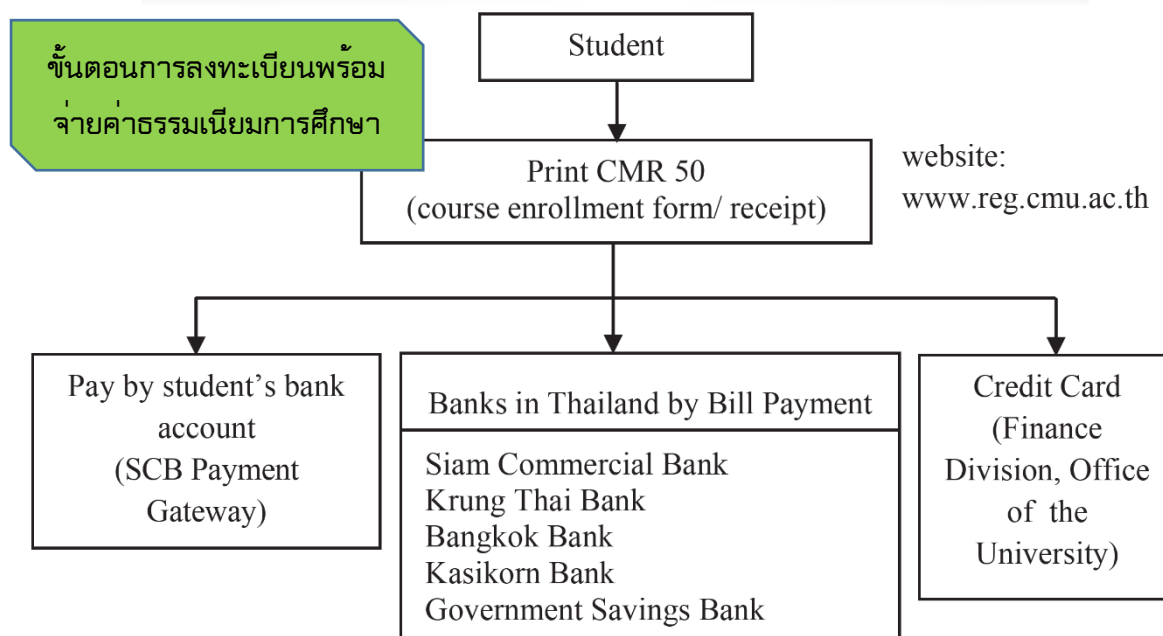 ขั้นตอนการลงทะเบียนพร้อม
จ่ายค่าธรรมเนียมการศึกษา
Student
Print CMR 50
(course enrollment form/ receipt)
website:
www.reg.cmu.ac.th
Pay by student’s bank
account
(SCB Payment
Gateway)
Banks in Thailand by Bill Payment
Siam Commercial Bank
Krung Thai Bank
Bangkok Bank
Kasikorn Bank
Government Savings Bank
Credit Card
(Finance
Division, Office
of the
University)